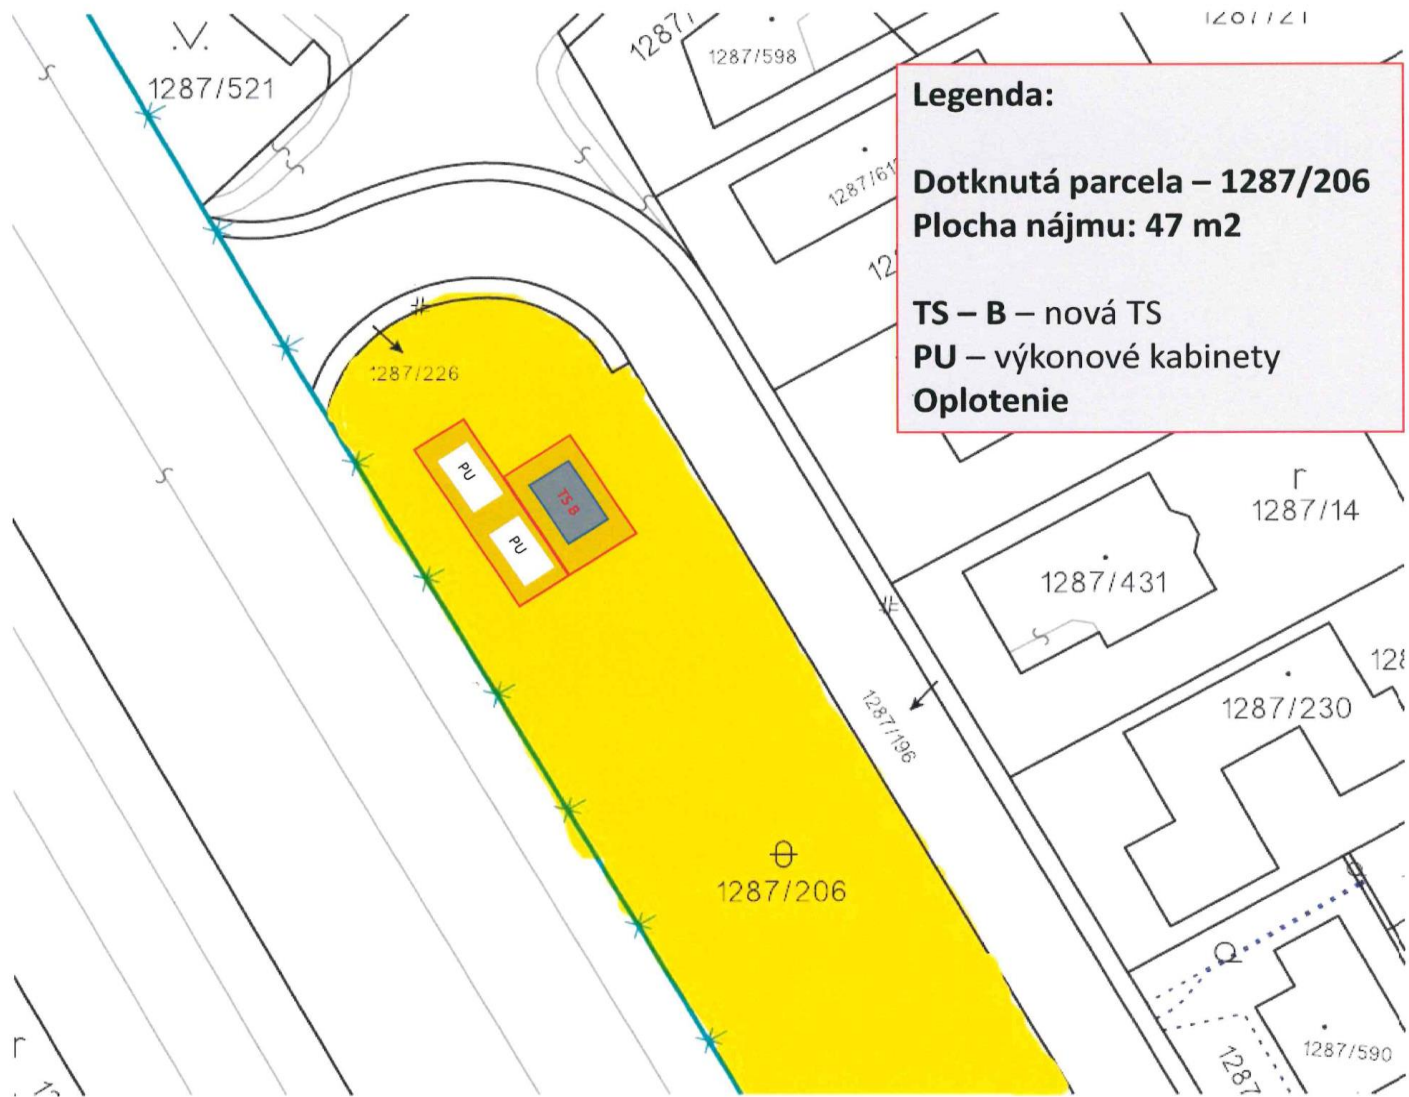 1287/521
1287/598
Legenda:
Dotknutá parcela – 1287/206
Plocha nájmu: 47 m2
TS – B – nová TS
PU – výkonové kabinety
Oplotenie
1287/226
PU
PU
TS B
r
1287/14
1287/431
1287/230
1287/196
1287/206
1287/590
r